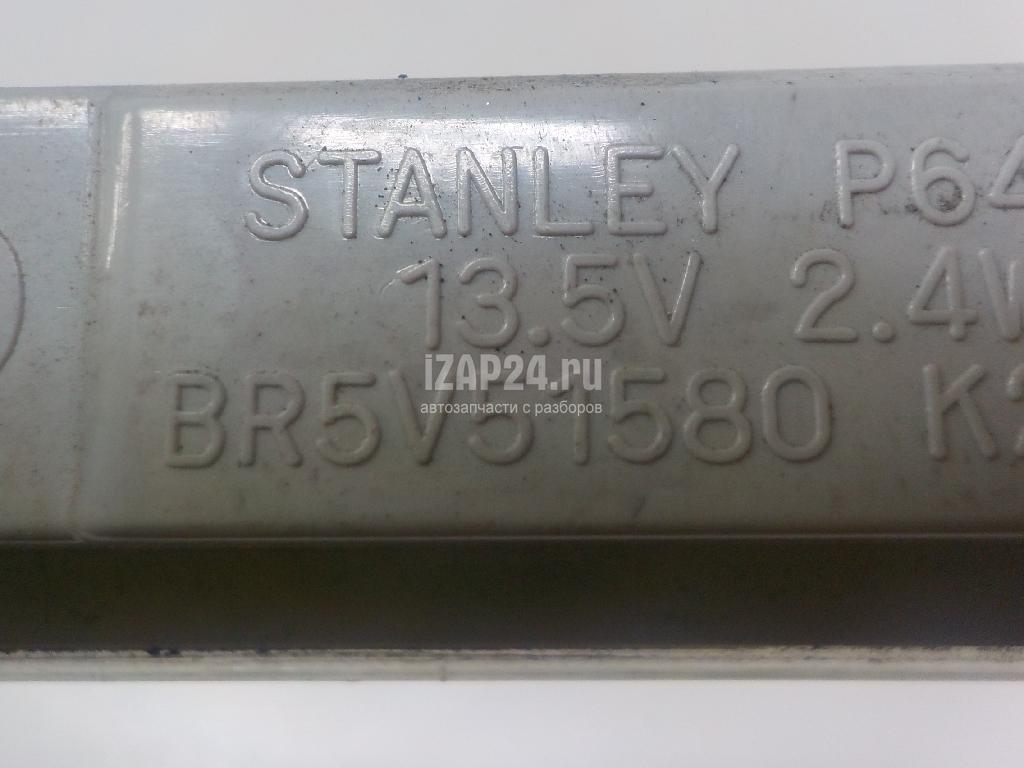 STANLEY P64
13.5V 2.4W
BR5V51580 K2
iZAP24.ru
автозапчасти с разборов